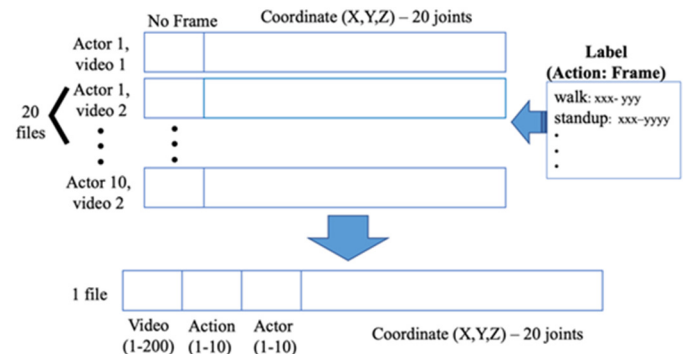 No Frame
Coordinate (X,Y,Z) – 20 joints
Actor 1,
video 1
Actor 1,
video 2
20
files
Actor 10,
video 2
Label
(Action: Frame)
walk: xxx- yyy
standup: xxx–yyyy
1 file
Video
(1-200)
Action
(1-10)
Actor
(1-10)
Coordinate (X,Y,Z) – 20 joints